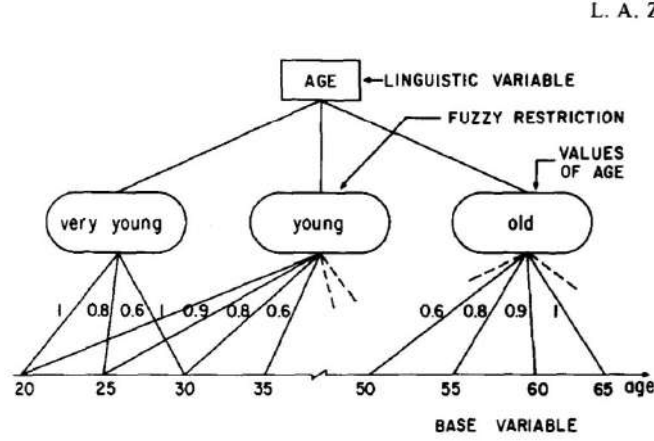 L. A. Z
AGE
LINGUISTIC VARIABLE
FUZZY RESTRICTION
VALUES
OF AGE
very young
young
old
1 0.8 0.6 1 0.9 0.8 0.6 0.6 0.8 0.9 1
20 25 30 35 50 55 60 65 age
BASE VARIABLE